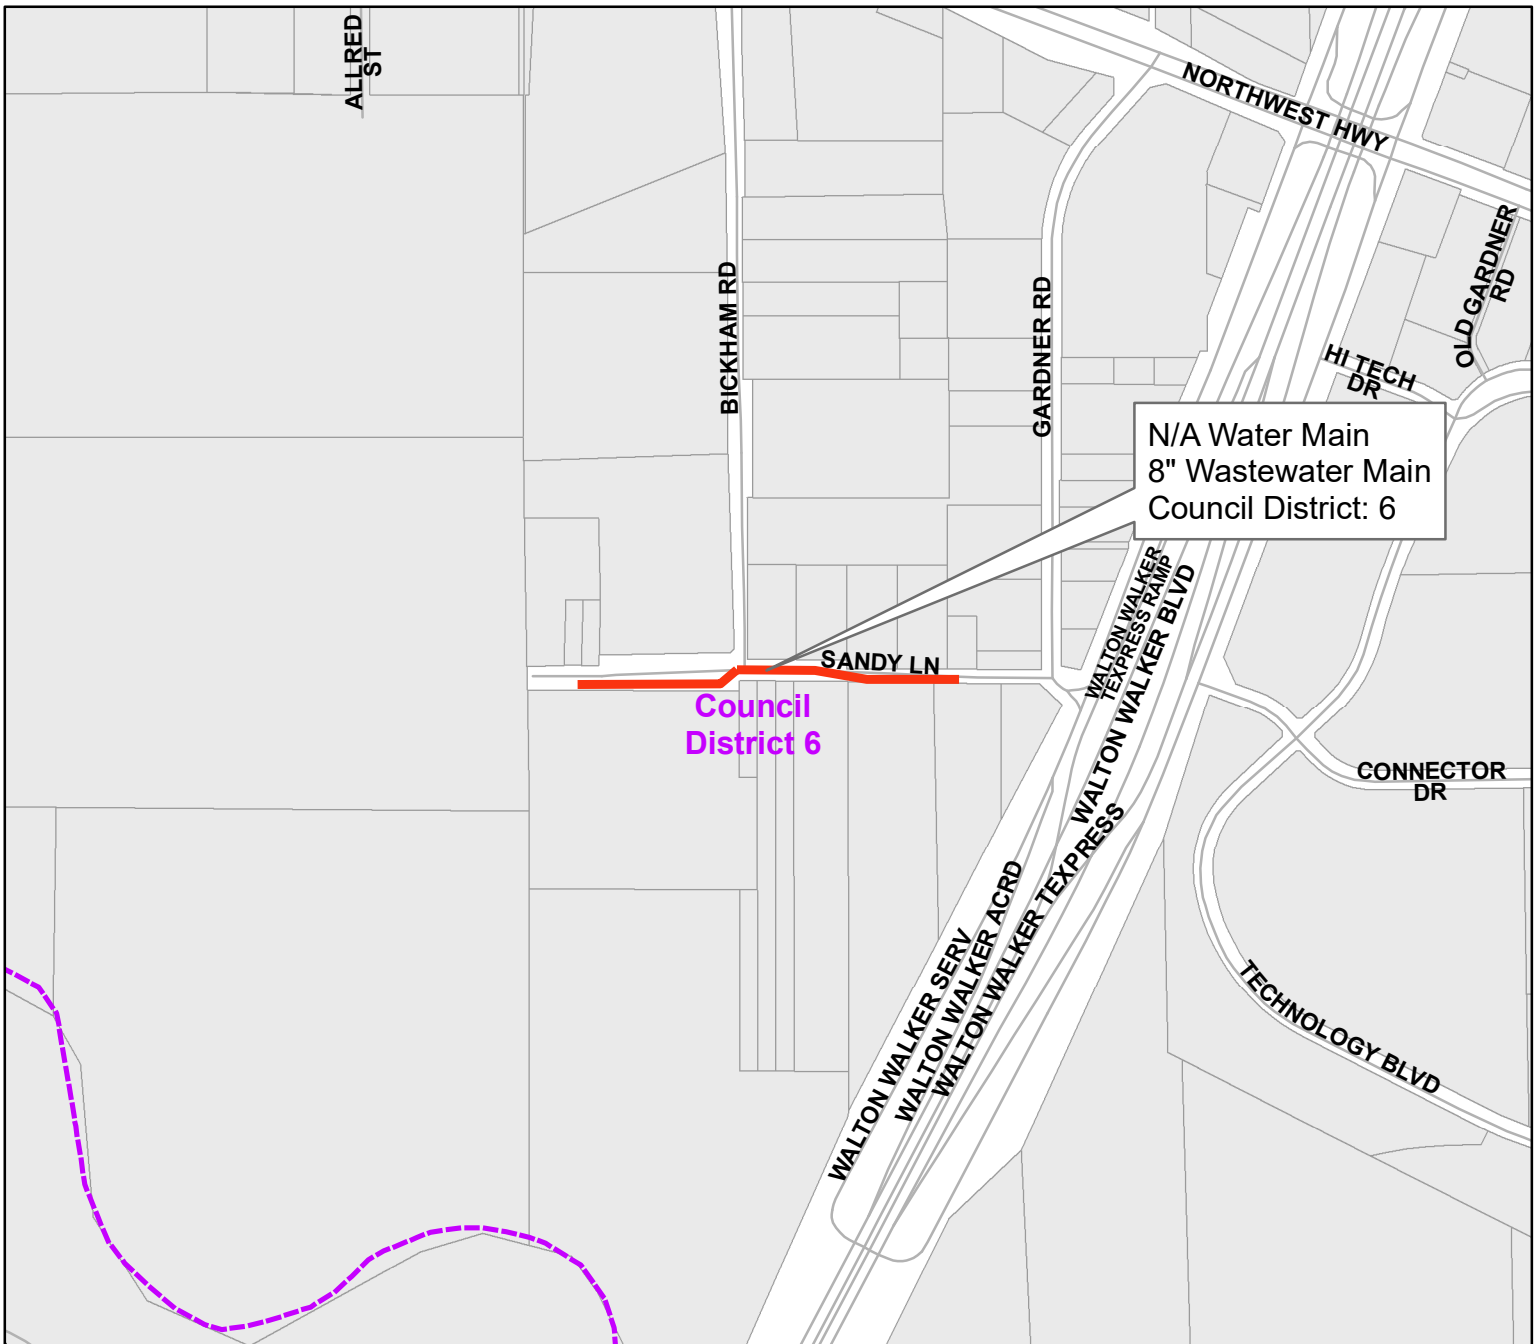 ALLRED
ST
NORTHWEST HWY
OLD GARDNER
RD
BICKHAM RD
GARDNER RD
HI TECH
DR
N/A Water Main
8" Wastewater Main
Council District: 6
WALTON WALKER
TEXPRESS RAMP
WALTON WALKER BLVD
SANDY LN
Council
District 6
CONNECTOR
DR
WALTON WALKER SERV
WALTON WALKER ACRD
WALTON WALKER TEXPRESS
TECHNOLOGY BLVD